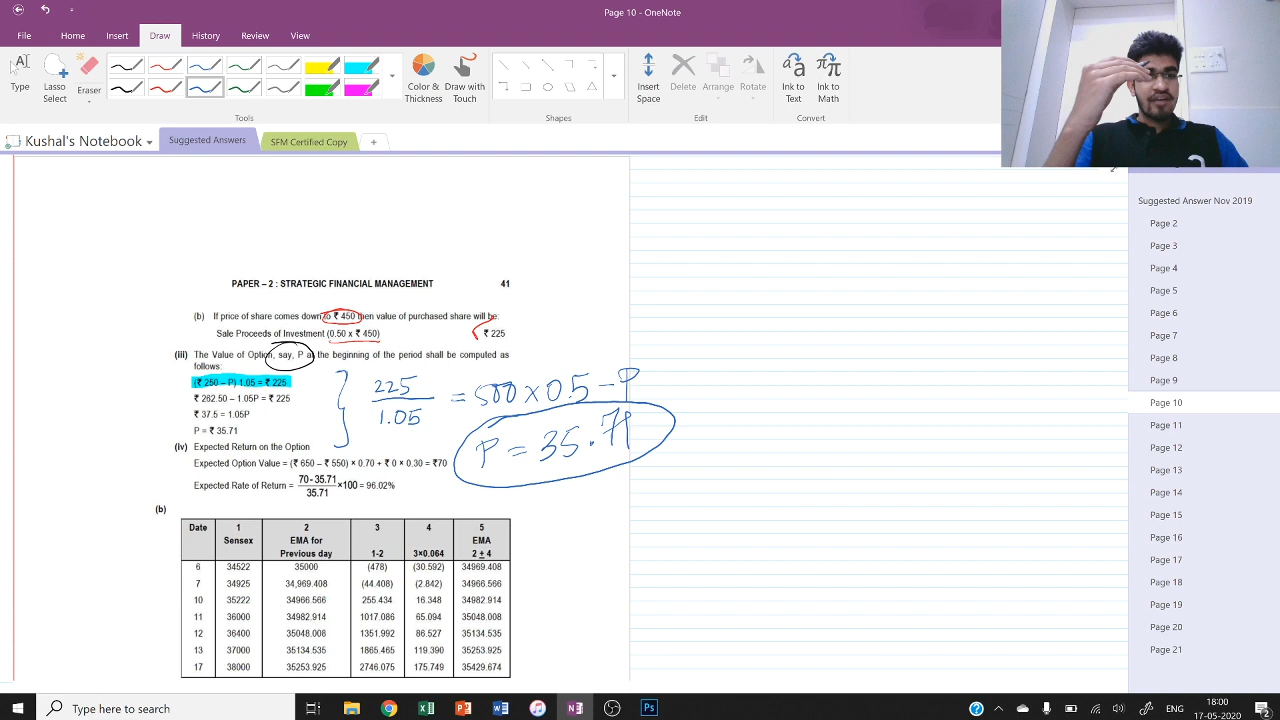 Page 10 - OneNote
File Home Insert Draw History Review View
Type
Lasso Select
Eraser
Color & Thickness
Draw with Touch
Insert Space
Delete
Arrange
Rotate
Ink to Text
Ink to Math
Tools
Shapes
Edit
Convert
Kushal's Notebook
Suggested Answers
SFM Certified Copy
PAPER – 2 : STRATEGIC FINANCIAL MANAGEMENT 41
(b) If price of share comes down to ₹ 450 then value of purchased share will be:
Sale Proceeds of Investment (0.50 x ₹ 450) ₹ 225
(iii) The Value of Option, say, P at the beginning of the period shall be computed as
follows:
(₹ 250 – P) 1.05 = ₹ 225
₹ 262.50 – 1.05P = ₹ 225
₹ 37.5 = 1.05P
P = ₹ 35.71
225 / 1.05 = 500 x 0.5 - P
P = 35.71
(iv) Expected Return on the Option
Expected Option Value = (₹ 650 – ₹ 550) × 0.70 + ₹ 0 × 0.30 = ₹70
Expected Rate of Return = 70 - 35.71 / 35.71 ×100 = 96.02%
(b)
Date 1 Sensex 2 EMA for Previous day 3 1-2 4 3×0.064 5 EMA 2 ± 4
6 34522 35000 (478) (30.592) 34969.408
7 34925 34,969.408 (44.408) (2.842) 34966.566
10 35222 34966.566 255.434 16.348 34982.914
11 36000 34982.914 1017.086 65.094 35048.008
12 36400 35048.008 1351.992 86.527 35134.535
13 37000 35134.535 1865.465 119.390 35253.925
17 38000 35253.925 2746.075 175.749 35429.674
Suggested Answer Nov 2019
Page 2
Page 3
Page 4
Page 5
Page 6
Page 7
Page 8
Page 9
Page 10
Page 11
Page 12
Page 13
Page 14
Page 15
Page 16
Page 17
Page 18
Page 19
Page 20
Page 21
Type here to search
Ps
18:00
17-05-2020
2